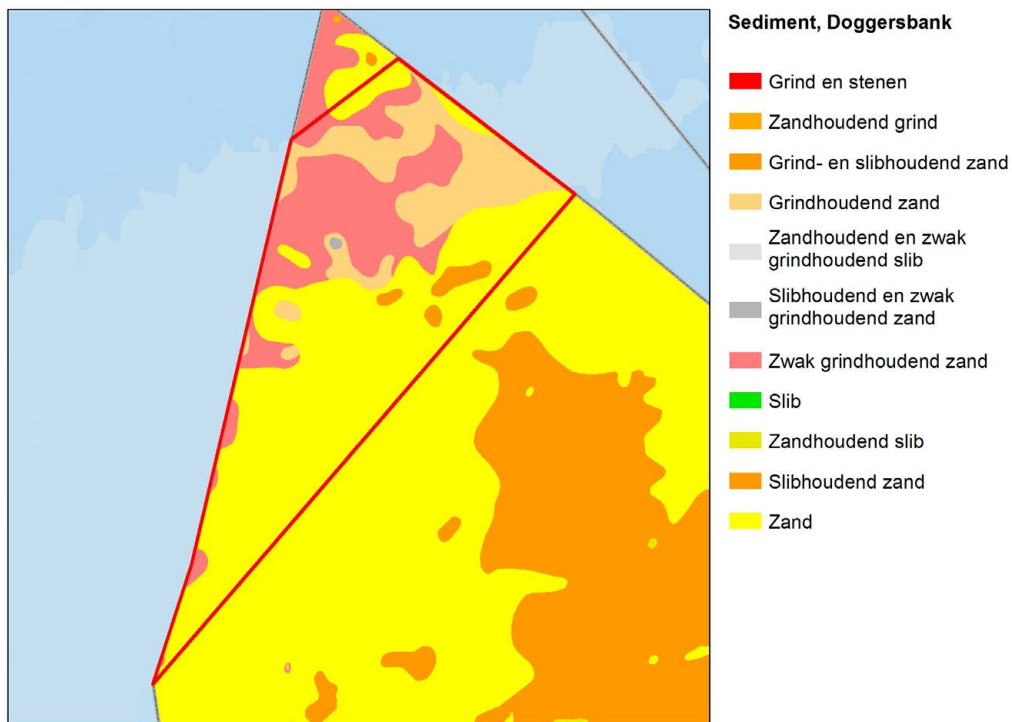 Sediment, Doggersbank
Grind en stenen
Zandhoudend grind
Grind- en slibhoudend zand
Grindhoudend zand
Zandhoudend en zwak
grindhoudend slib
Slibhoudend en zwak
grindhoudend zand
Zwak grindhoudend zand
Slib
Zandhoudend slib
Slibhoudend zand
Zand